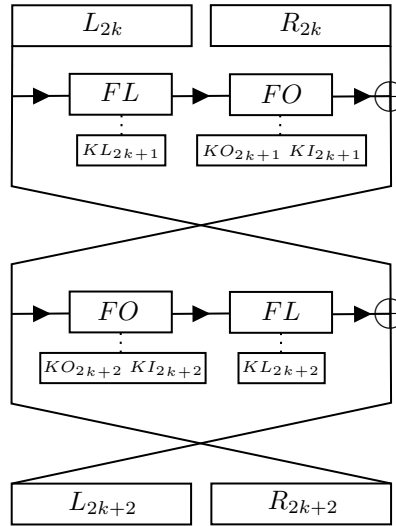 L_{2k} R_{2k}
FL FO
KL_{2k+1} KO_{2k+1} KI_{2k+1}
FO FL
KO_{2k+2} KI_{2k+2} KL_{2k+2}
L_{2k+2} R_{2k+2}